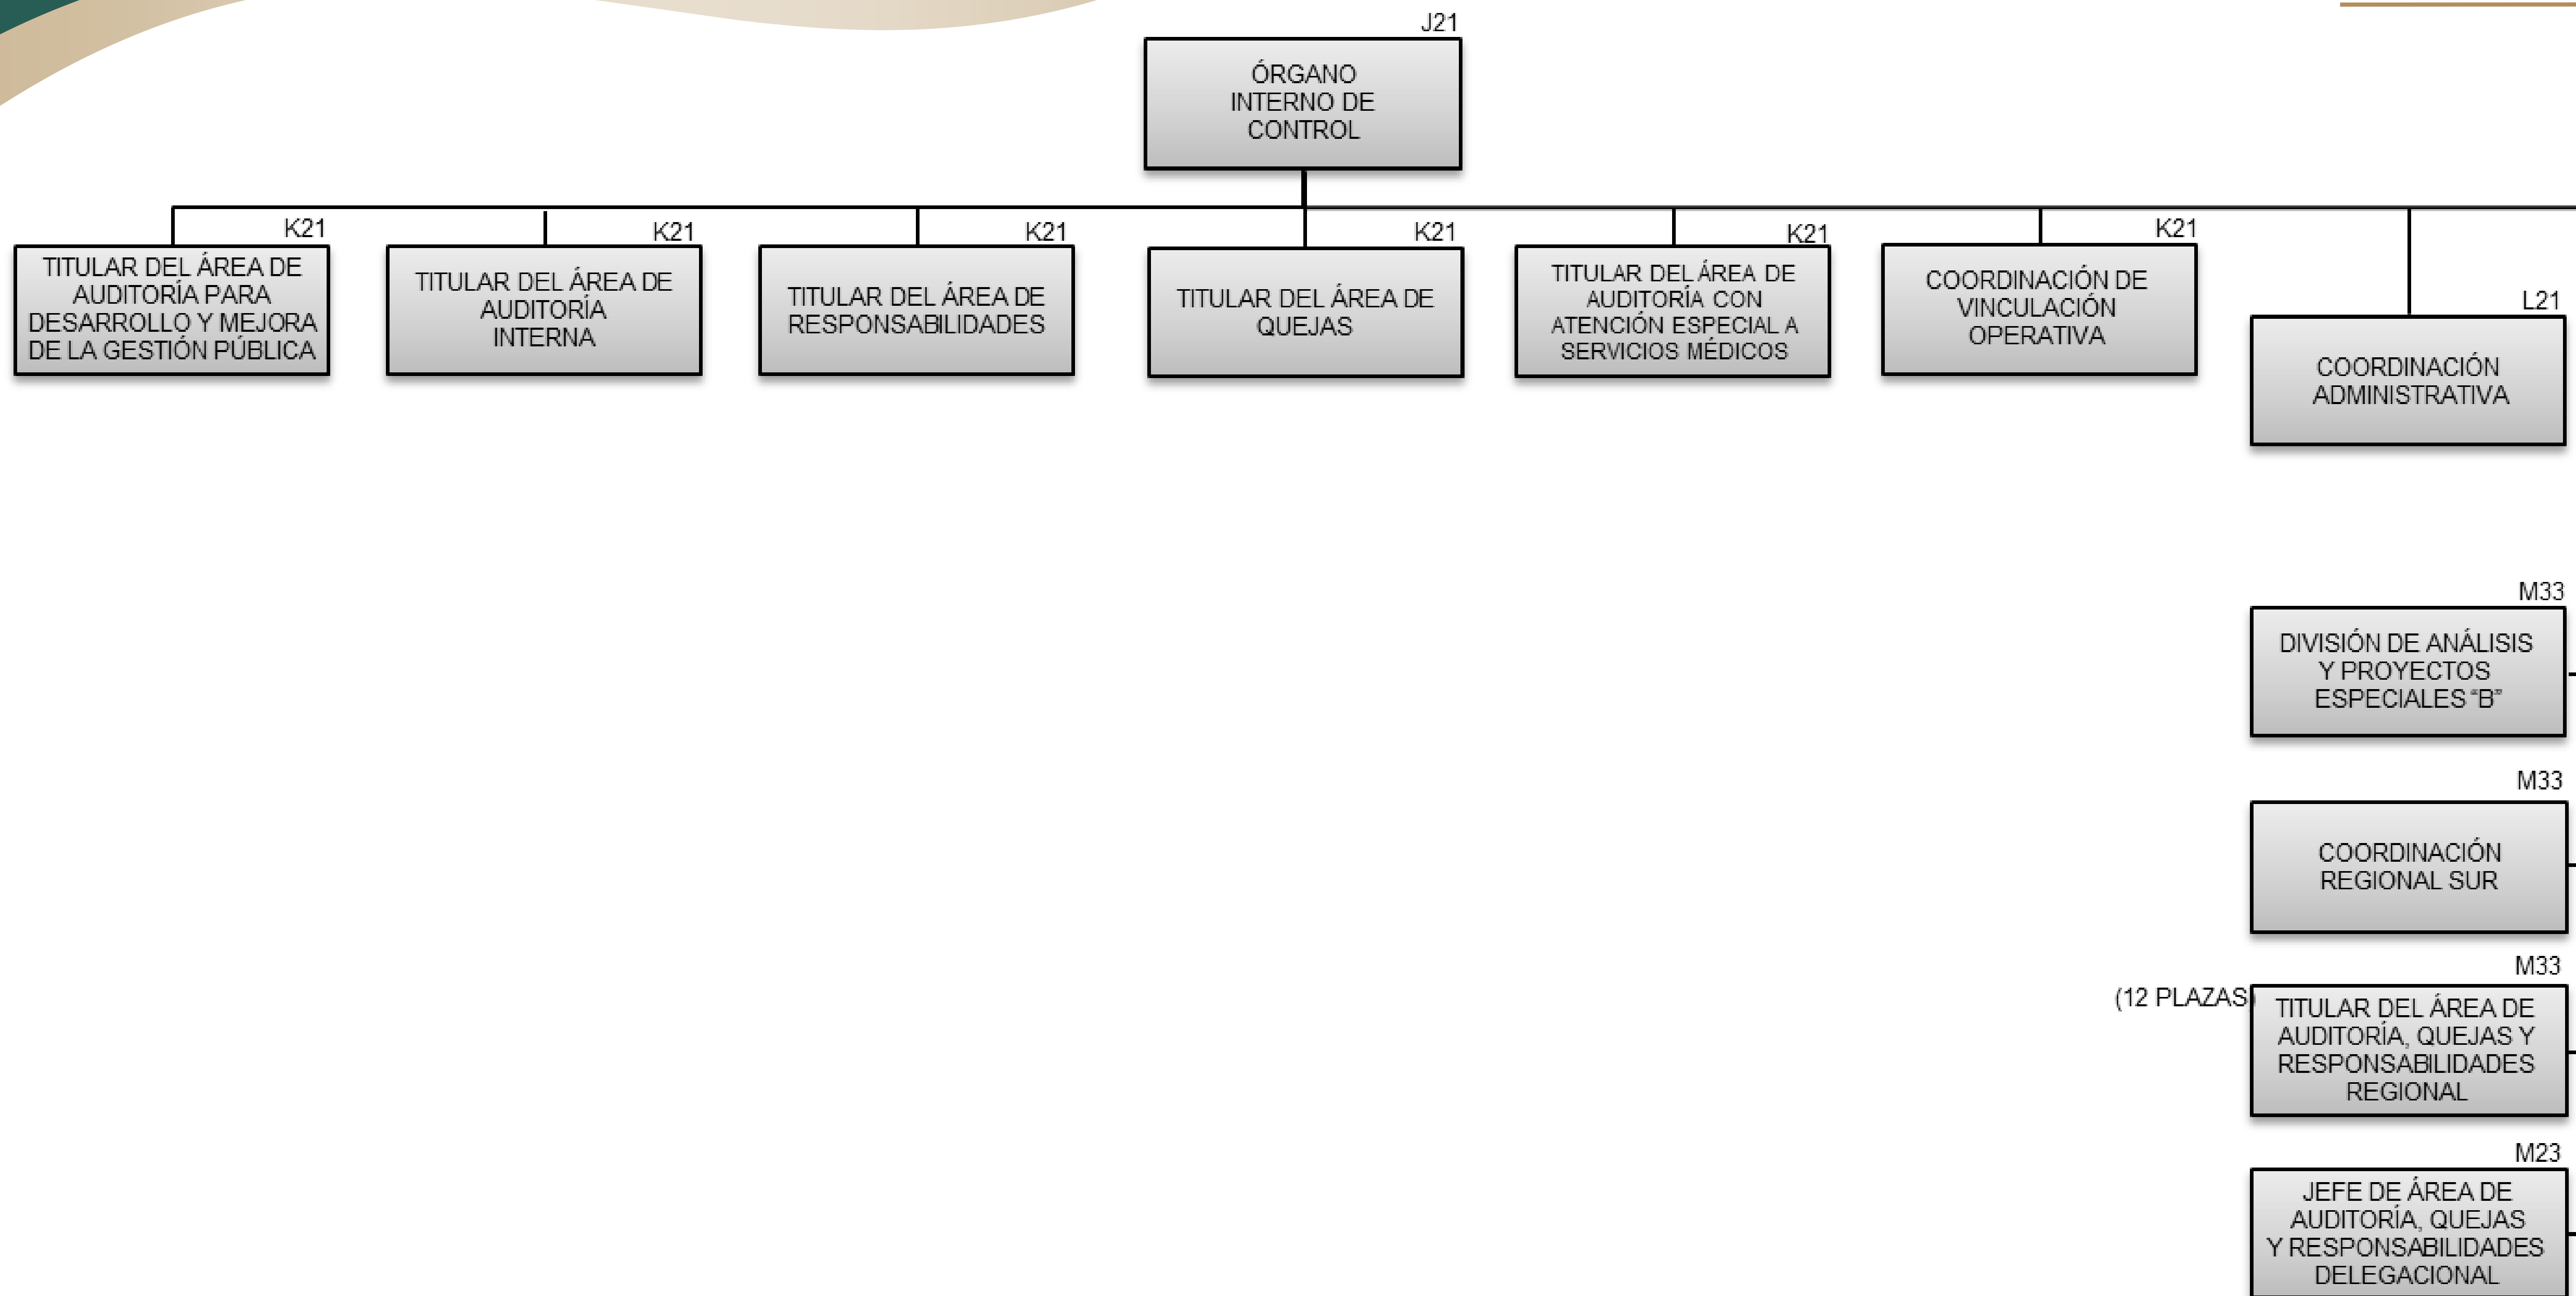 J21
ÓRGANO
INTERNO DE
CONTROL
K21
TITULAR DEL ÁREA DE
AUDITORÍA PARA
DESARROLLO Y MEJORA
DE LA GESTIÓN PÚBLICA
K21
TITULAR DEL ÁREA DE
AUDITORÍA
INTERNA
K21
TITULAR DEL ÁREA DE
RESPONSABILIDADES
K21
TITULAR DEL ÁREA DE
QUEJAS
K21
TITULAR DEL ÁREA DE
AUDITORÍA CON
ATENCIÓN ESPECIAL A
SERVICIOS MÉDICOS
K21
COORDINACIÓN DE
VINCULACIÓN
OPERATIVA
L21
COORDINACIÓN
ADMINISTRATIVA
M33
DIVISIÓN DE ANÁLISIS
Y PROYECTOS
ESPECIALES “B”
M33
COORDINACIÓN
REGIONAL SUR
M33
(12 PLAZAS)
TITULAR DEL ÁREA DE
AUDITORÍA, QUEJAS Y
RESPONSABILIDADES
REGIONAL
M23
JEFE DE ÁREA DE
AUDITORÍA, QUEJAS
Y RESPONSABILIDADES
DELEGACIONAL